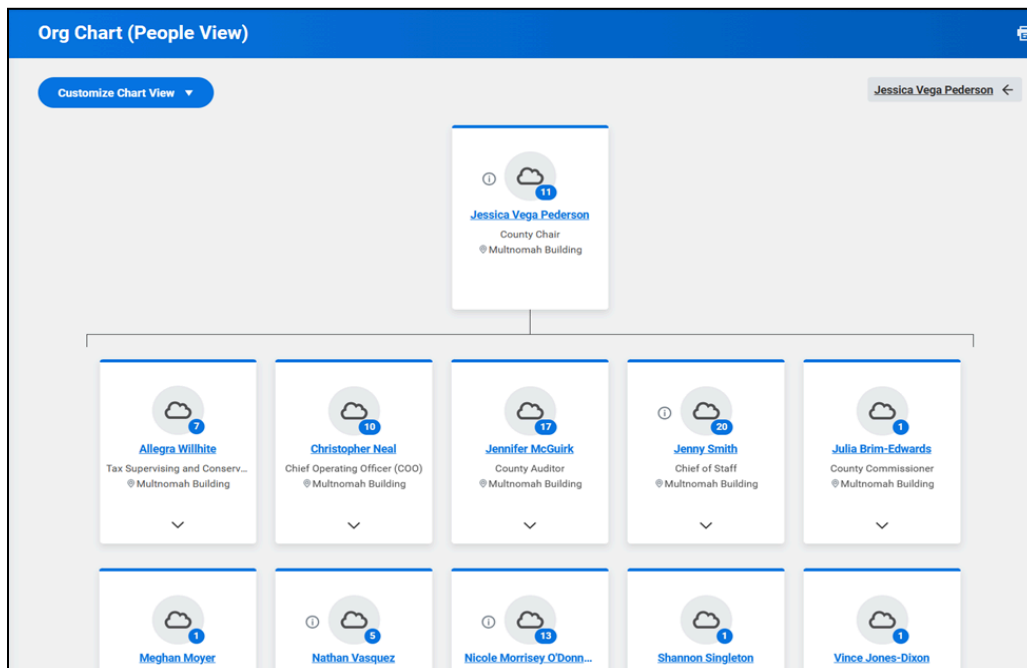 Org Chart (People View)
Customize Chart View
Jessica Vega Pederson
11
Jessica Vega Pederson
County Chair
Multnomah Building
7
Allegra Willhite
Tax Supervising and Conserv...
Multnomah Building
10
Christopher Neal
Chief Operating Officer (COO)
Multnomah Building
17
Jennifer McGuirk
County Auditor
Multnomah Building
20
Jenny Smith
Chief of Staff
Multnomah Building
1
Julia Brim-Edwards
County Commissioner
Multnomah Building
1
Meghan Moyer
5
Nathan Vasquez
13
Nicole Morrisey O'Donn...
1
Shannon Singleton
1
Vince Jones-Dixon